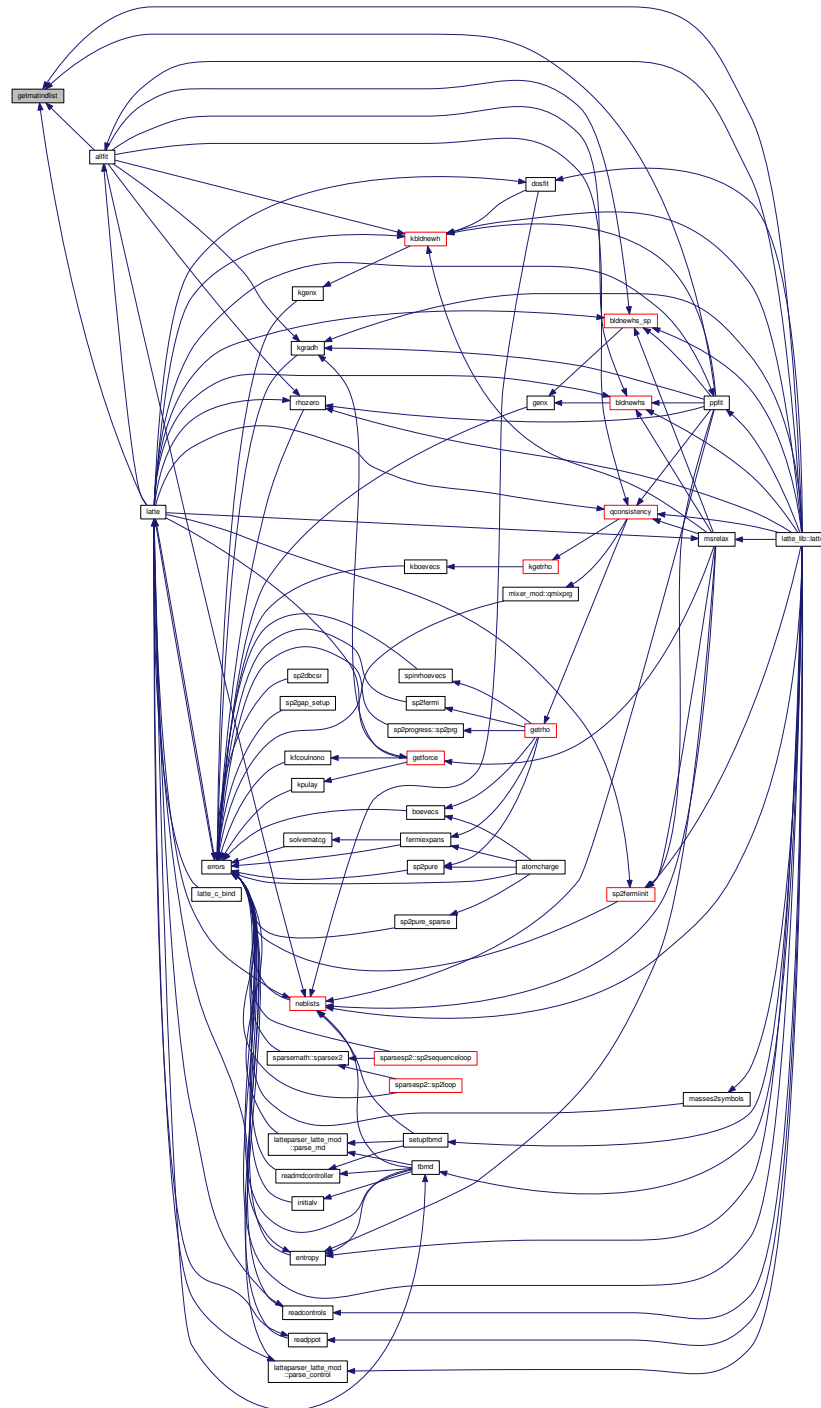 getmatindlist
allfit
dosfit
kbldnewh
kgenx
bldnewhs_sp
kgradh
rhozero
genx
bldnewhs
ppfit
latte
qconsistency
msrelax
latte_lib::latte
kboevecs
kgetrho
mixer_mod::qmixprg
spinrhoevecs
sp2dbcsr
sp2gap_setup
sp2fermi
sp2progress::sp2prg
getrho
kfcoulnono
getforce
kpulay
boevecs
solvematcg
fermiexpans
errors
sp2pure
atomcharge
latte_c_bind
sp2fermiinit
sp2pure_sparse
neblists
sparsemath::sparsex2
sparsesp2::sp2sequenceloop
sparsesp2::sp2loop
masses2symbols
latteparser_latte_mod
::parse_md
setuptbmd
readmdcontroller
tbmd
initialv
entropy
readcontrols
readppot
latteparser_latte_mod
::parse_control